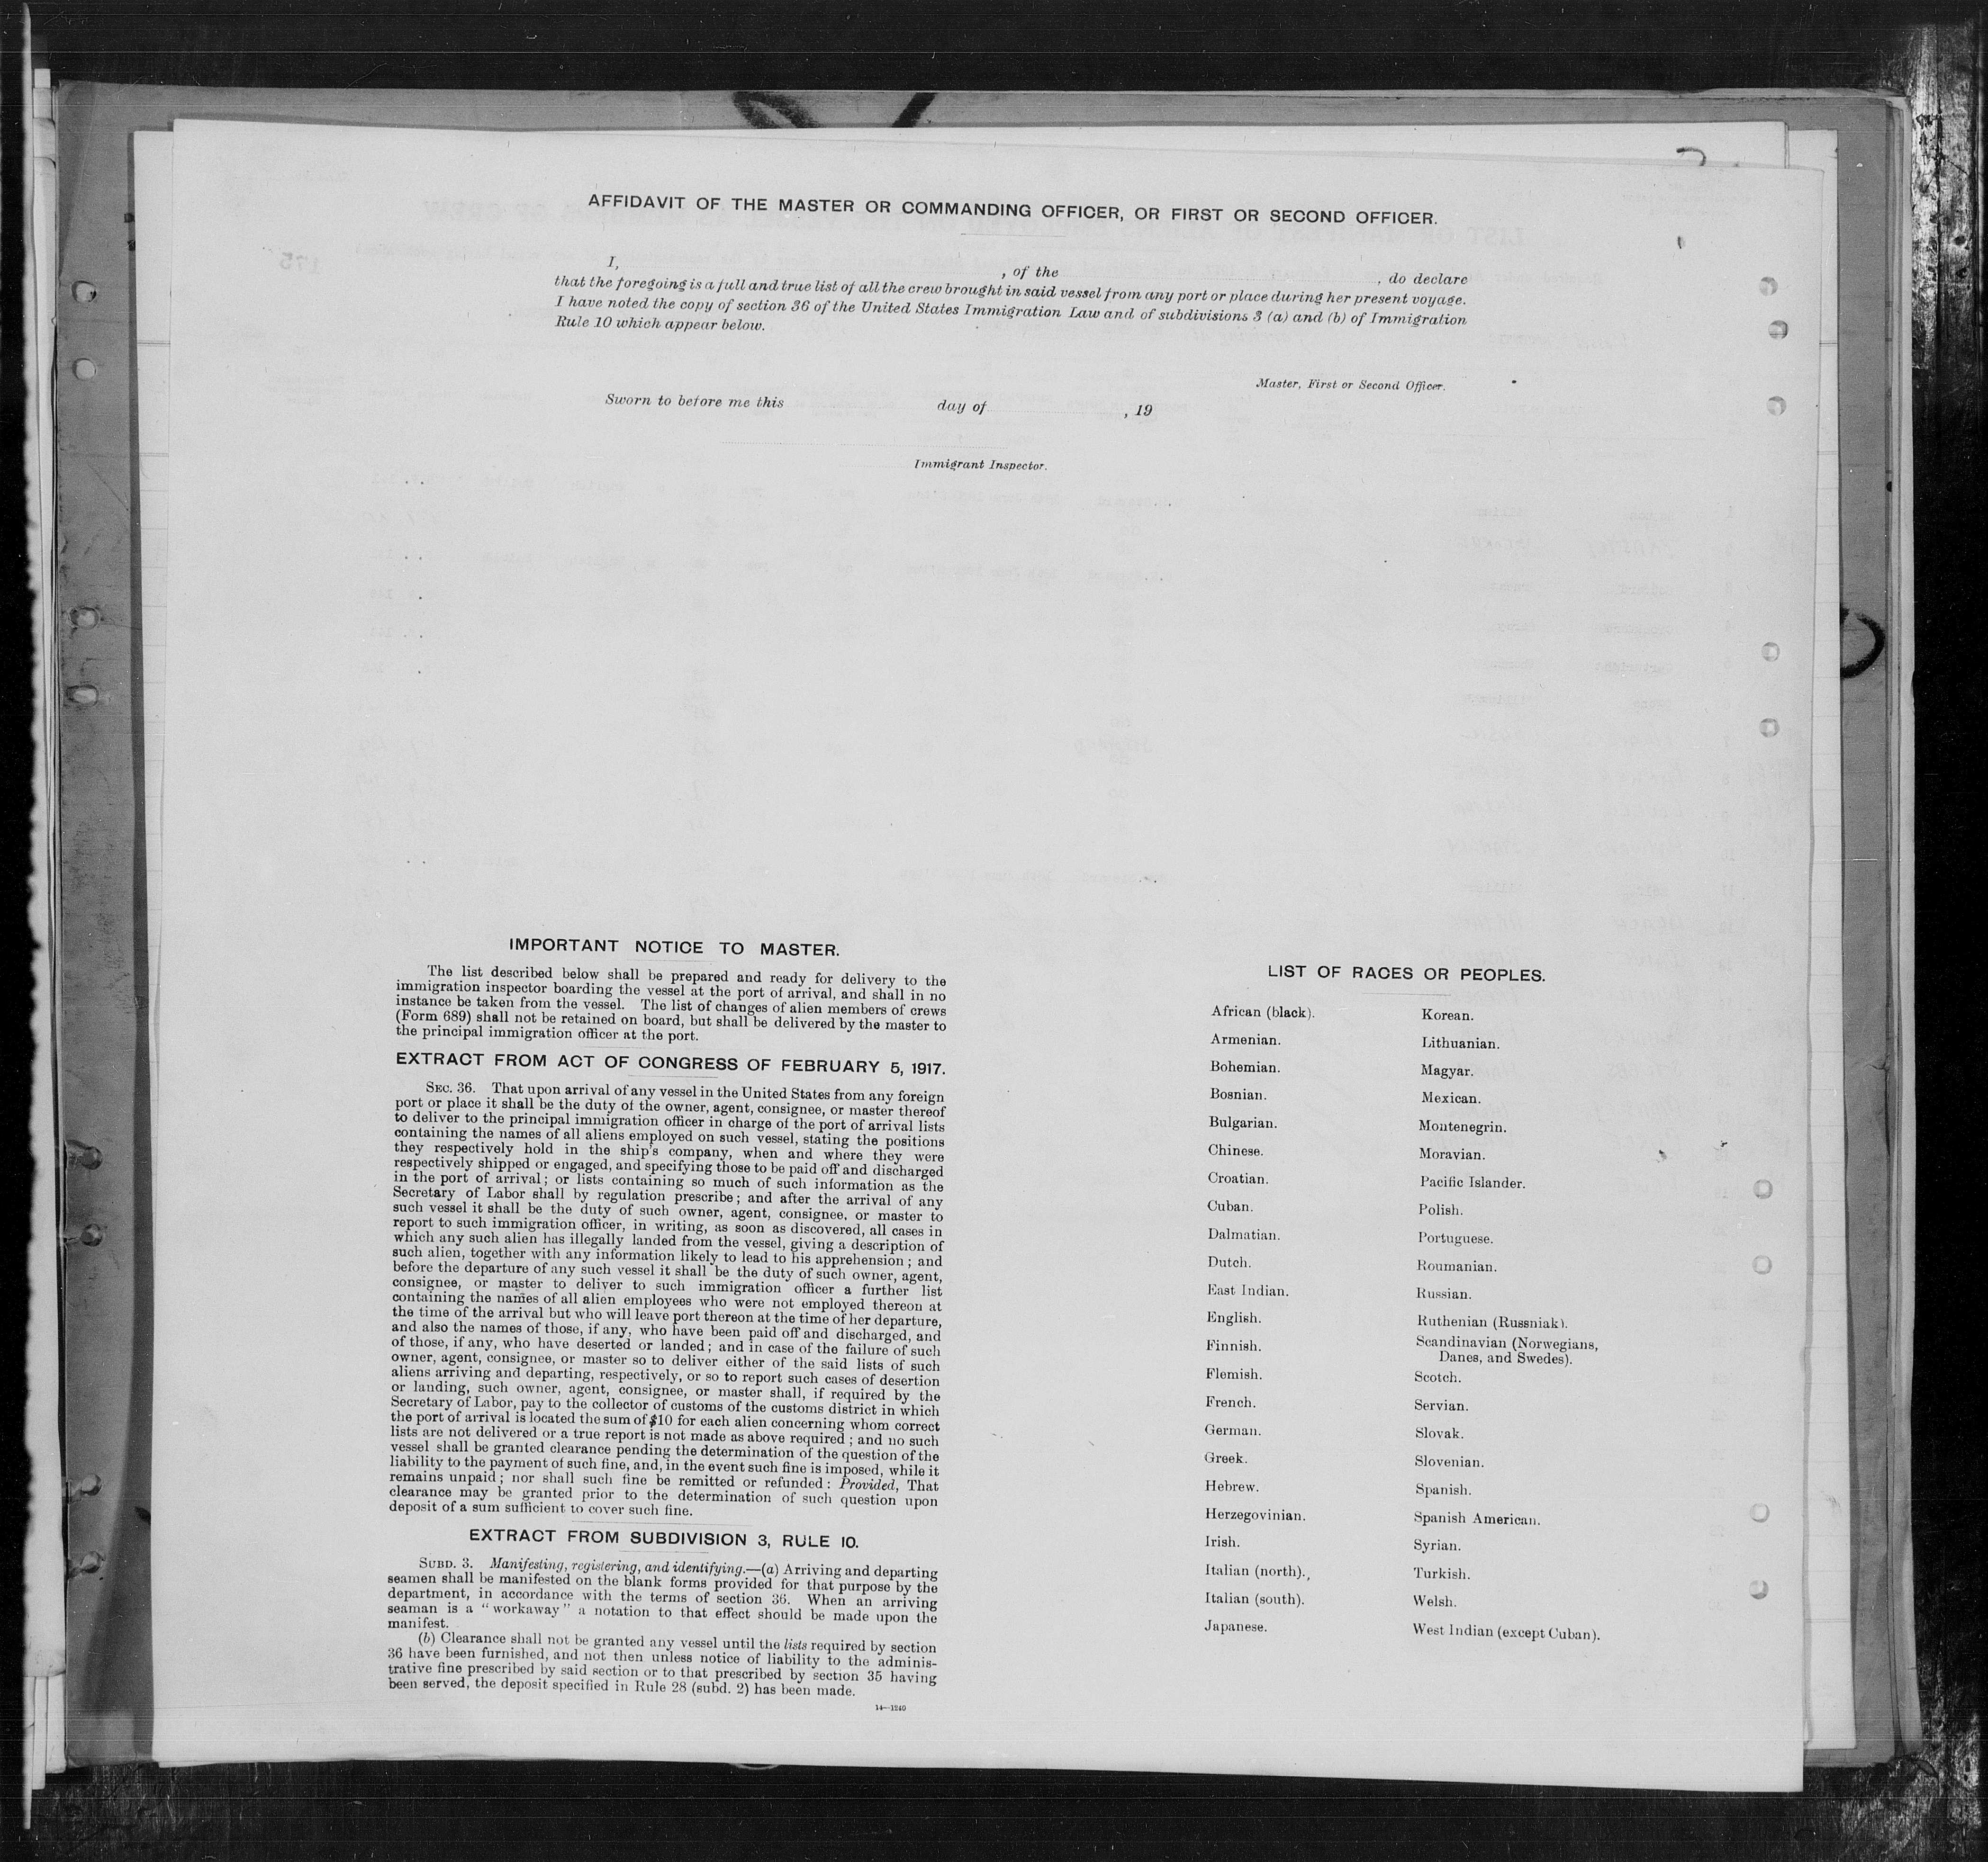 AFFIDAVIT OF THE MASTER OR COMMANDING OFFICER, OR FIRST OR SECOND OFFICER.
I, , of the , do declare
that the foregoing is a full and true list of all the crew brought in said vessel from any port or place during her present voyage.
I have noted the copy of section 36 of the United States Immigration Law and of subdivisions 3 (a) and (b) of Immigration
Rule 10 which appear below.
Master, First or Second Officer.
Sworn to before me this day of , 19
Immigrant Inspector.
IMPORTANT NOTICE TO MASTER.
The list described below shall be prepared and ready for delivery to the
immigration inspector boarding the vessel at the port of arrival, and shall in no
instance be taken from the vessel. The list of changes of alien members of crews
(Form 689) shall not be retained on board, but shall be delivered by the master to
the principal immigration officer at the port.
EXTRACT FROM ACT OF CONGRESS OF FEBRUARY 5, 1917.
SEC. 36. That upon arrival of any vessel in the United States from any foreign
port or place it shall be the duty of the owner, agent, consignee, or master thereof
to deliver to the principal immigration officer in charge of the port of arrival lists
containing the names of all aliens employed on such vessel, stating the positions
they respectively hold in the ship's company, when and where they were
respectively shipped or engaged, and specifying those to be paid off and discharged
in the port of arrival; or lists containing so much of such information as the
Secretary of Labor shall by regulation prescribe; and after the arrival of any
such vessel it shall be the duty of such owner, agent, consignee, or master to
report to such immigration officer, in writing, as soon as discovered, all cases in
which any such alien has illegally landed from the vessel, giving a description of
such alien, together with any information likely to lead to his apprehension; and
before the departure of any such vessel it shall be the duty of such owner, agent,
consignee, or master to deliver to such immigration officer a further list
containing the names of all alien employees who were not employed thereon at
the time of the arrival but who will leave port thereon at the time of her departure,
and also the names of those, if any, who have been paid off and discharged, and
of those, if any, who have deserted or landed; and in case of the failure of such
owner, agent, consignee, or master so to deliver either of the said lists of such
aliens arriving and departing, respectively, or so to report such cases of desertion
or landing, such owner, agent, consignee, or master shall, if required by the
Secretary of Labor, pay to the collector of customs of the customs district in which
the port of arrival is located the sum of $10 for each alien concerning whom correct
lists are not delivered or a true report is not made as above required; and no such
vessel shall be granted clearance pending the determination of the question of the
liability to the payment of such fine, and, in the event such fine is imposed, while it
remains unpaid; nor shall such fine be remitted or refunded: Provided, That
clearance may be granted prior to the determination of such question upon
deposit of a sum sufficient to cover such fine.
EXTRACT FROM SUBDIVISION 3, RULE 10.
SUBD. 3. Manifesting, registering, and identifying.—(a) Arriving and departing
seamen shall be manifested on the blank forms provided for that purpose by the
department, in accordance with the terms of section 36. When an arriving
seaman is a "workaway" a notation to that effect should be made upon the
manifest.
(b) Clearance shall not be granted any vessel until the lists required by section
36 have been furnished, and not then unless notice of liability to the adminis-
trative fine prescribed by said section or to that prescribed by section 35 having
been served, the deposit specified in Rule 28 (subd. 2) has been made.
14—1240
LIST OF RACES OR PEOPLES.
African (black).
Armenian.
Bohemian.
Bosnian.
Bulgarian.
Chinese.
Croatian.
Cuban.
Dalmatian.
Dutch.
East Indian.
English.
Finnish.
Flemish.
French.
German.
Greek.
Hebrew.
Herzegovinian.
Irish.
Italian (north).
Italian (south).
Japanese.
Korean.
Lithuanian.
Magyar.
Mexican.
Montenegrin.
Moravian.
Pacific Islander.
Polish.
Portuguese.
Roumanian.
Russian.
Ruthenian (Russniak).
Scandinavian (Norwegians,
Danes, and Swedes).
Scotch.
Servian.
Slovak.
Slovenian.
Spanish.
Spanish American.
Syrian.
Turkish.
Welsh.
West Indian (except Cuban).